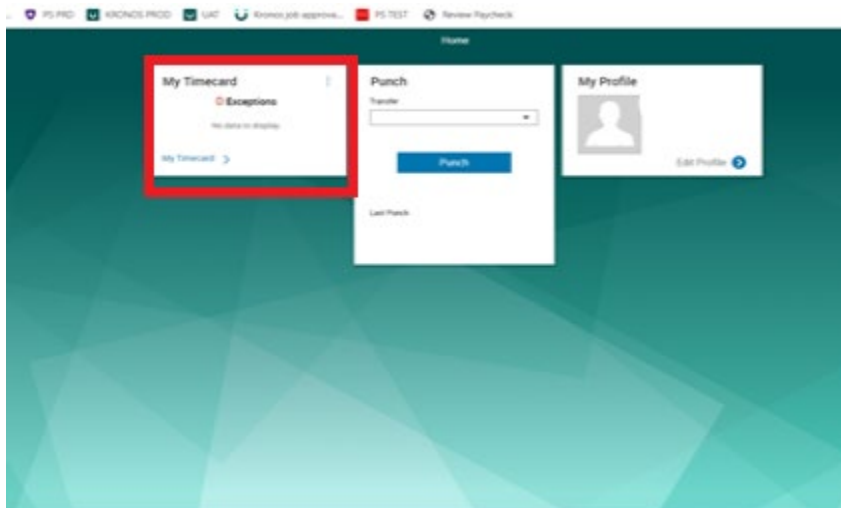 PS PRD KRONOS PROD UAT Kronos job approva... PS TEST Review Paycheck
Home
My Timecard
0 Exceptions
No data to display.
My Timecard
Punch
Transfer
Punch
Last Punch
My Profile
Edit Profile